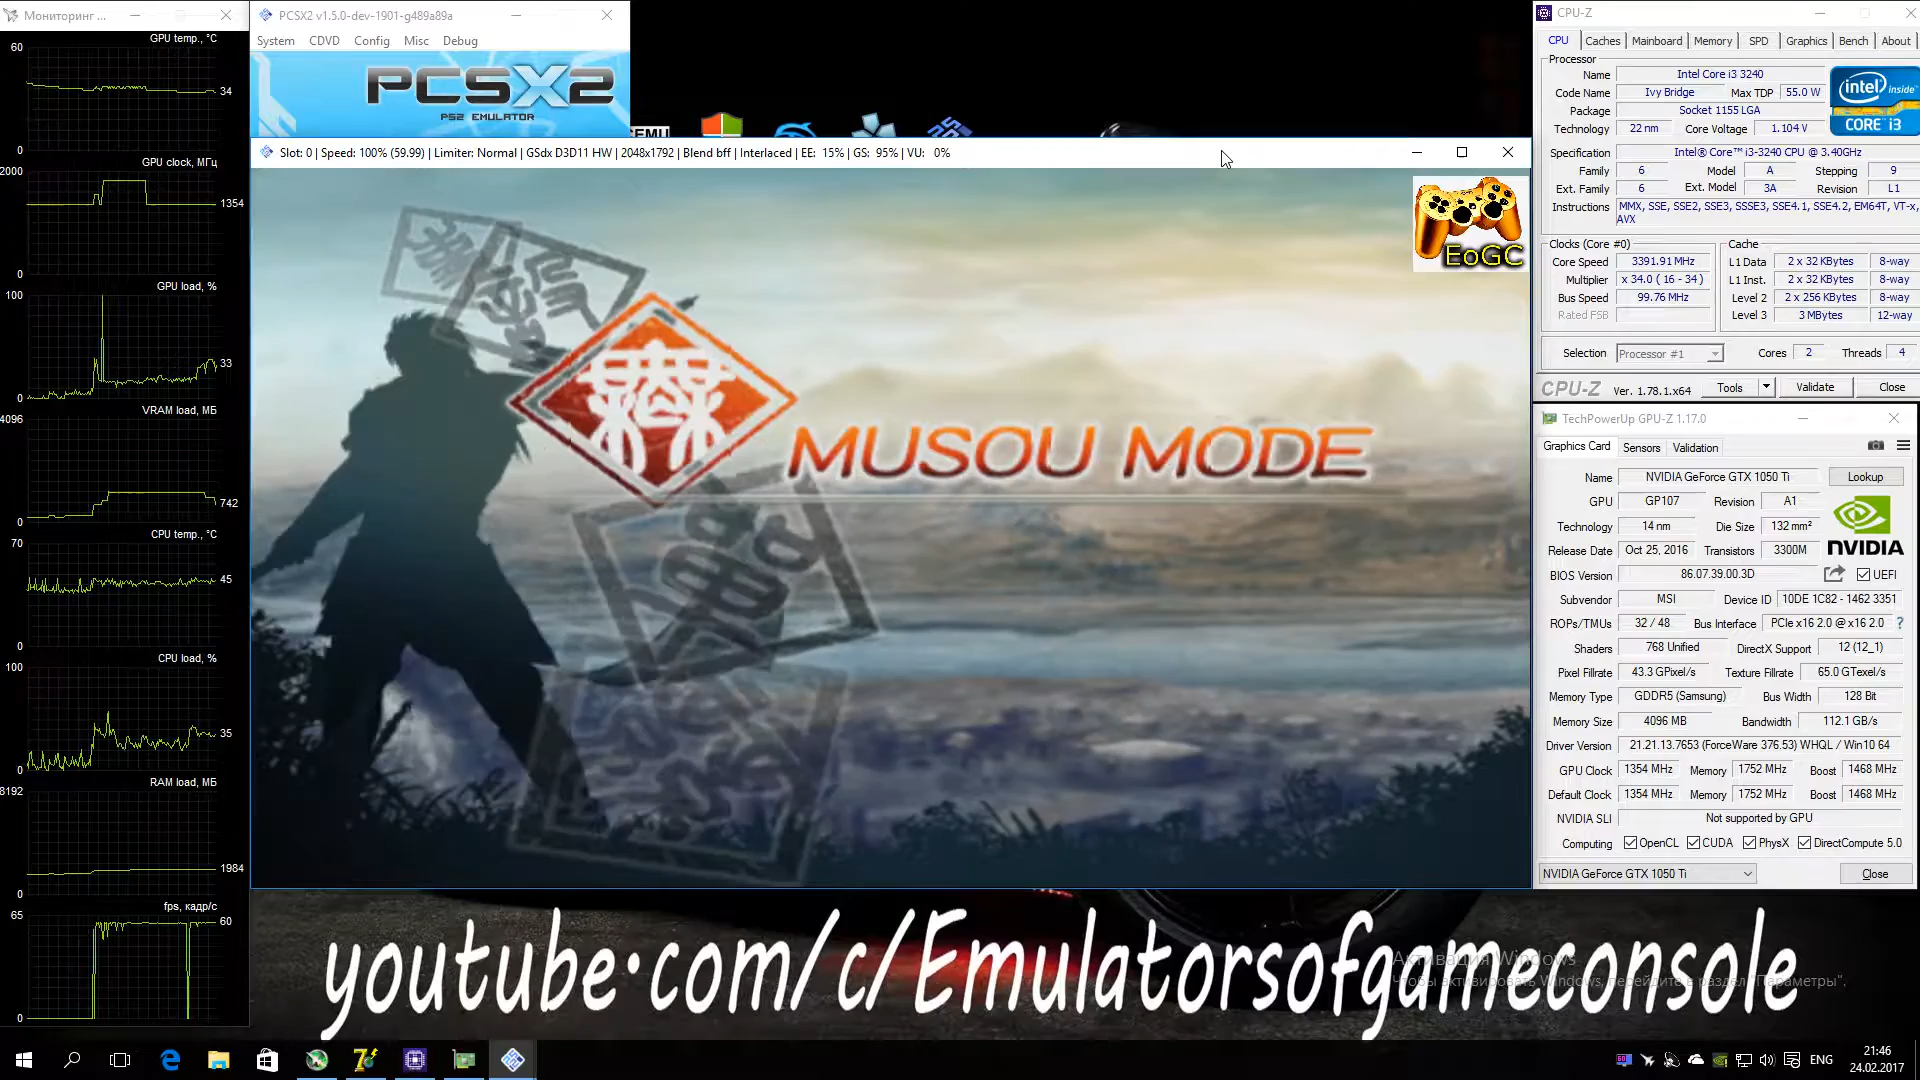 Мониторинг ...
GPU temp., °C
60
34
0
GPU clock, МГц
2000
1354
0
GPU load, %
100
33
0
VRAM load, МБ
4096
742
0
CPU temp., °C
70
45
0
CPU load, %
100
35
0
RAM load, МБ
8192
1984
0
fps, кадр/с
65
60
0
PCSX2 v1.5.0-dev-1901-g489a89a
System CDVD Config Misc Debug
PCSX2
PS2 EMULATOR
CEMU
Slot: 0 | Speed: 100% (59.99) | Limiter: Normal | GSdx D3D11 HW | 2048x1792 | Blend bff | Interlaced | EE: 15% | GS: 95% | VU: 0%
EoGC
MUSOU MODE
CPU-Z
CPU Caches Mainboard Memory SPD Graphics Bench About
Processor
Name Intel Core i3 3240
Code Name Ivy Bridge Max TDP 55.0 W
Package Socket 1155 LGA
Technology 22 nm Core Voltage 1.104 V
intel inside
CORE i3
Specification Intel® Core™ i3-3240 CPU @ 3.40GHz
Family 6 Model A Stepping 9
Ext. Family 6 Ext. Model 3A Revision L1
Instructions MMX, SSE, SSE2, SSE3, SSSE3, SSE4.1, SSE4.2, EM64T, VT-x,
AVX
Clocks (Core #0) Cache
Core Speed 3391.91 MHz L1 Data 2 x 32 KBytes 8-way
Multiplier x 34.0 ( 16 - 34 ) L1 Inst. 2 x 32 KBytes 8-way
Bus Speed 99.76 MHz Level 2 2 x 256 KBytes 8-way
Rated FSB Level 3 3 MBytes 12-way
Selection Processor #1 Cores 2 Threads 4
CPU-Z Ver. 1.78.1.x64 Tools Validate Close
TechPowerUp GPU-Z 1.17.0
Graphics Card Sensors Validation
Name NVIDIA GeForce GTX 1050 Ti Lookup
GPU GP107 Revision A1
Technology 14 nm Die Size 132 mm²
Release Date Oct 25, 2016 Transistors 3300M
NVIDIA
BIOS Version 86.07.39.00.3D UEFI
Subvendor MSI Device ID 10DE 1C82 - 1462 3351
ROPs/TMUs 32 / 48 Bus Interface PCIe x16 2.0 @ x16 2.0 ?
Shaders 768 Unified DirectX Support 12 (12_1)
Pixel Fillrate 43.3 GPixel/s Texture Fillrate 65.0 GTexel/s
Memory Type GDDR5 (Samsung) Bus Width 128 Bit
Memory Size 4096 MB Bandwidth 112.1 GB/s
Driver Version 21.21.13.7653 (ForceWare 376.53) WHQL / Win10 64
GPU Clock 1354 MHz Memory 1752 MHz Boost 1468 MHz
Default Clock 1354 MHz Memory 1752 MHz Boost 1468 MHz
NVIDIA SLI Not supported by GPU
Computing OpenCL CUDA PhysX DirectCompute 5.0
NVIDIA GeForce GTX 1050 Ti Close
youtube.com/c/Emulatorsofgameconsole
Активация Windows
Чтобы активировать Windows, перейдите в раздел "Параметры".
60
ENG
21:46
24.02.2017